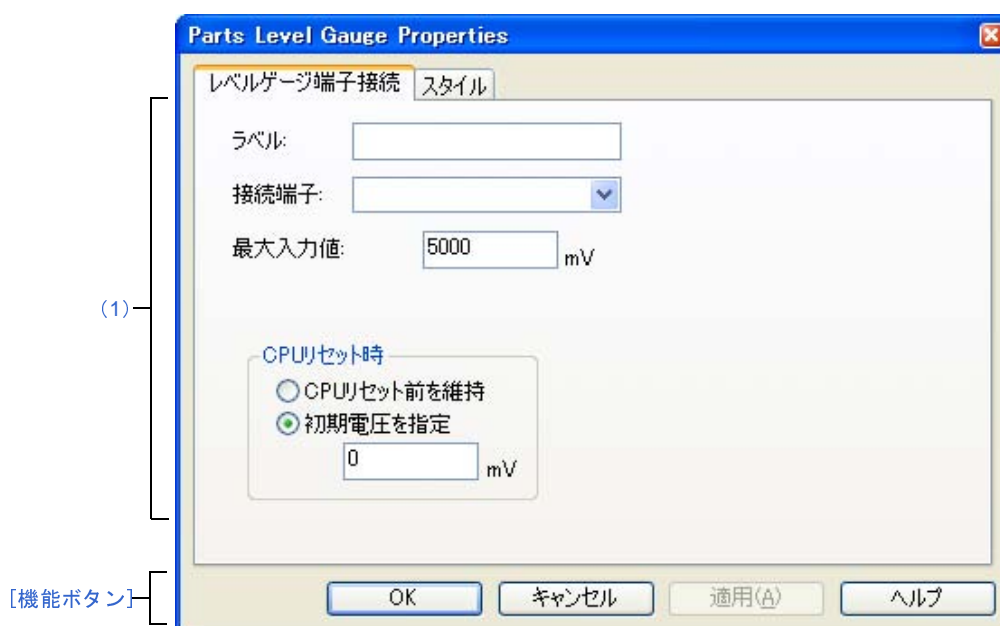 Parts Level Gauge Properties
レベルゲージ端子接続 スタイル
ラベル:
接続端子:
最大入力値: 5000 mV
(1)
CPUリセット時
CPUリセット前を維持
初期電圧を指定
0 mV
[機能ボタン]
OK キャンセル 適用(A) ヘルプ